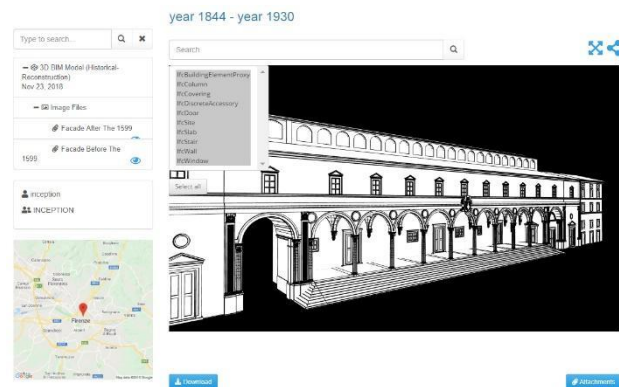 year 1844 - year 1930
Type to search...
Search
3D BIM Model (Historical-
Reconstruction)
Nov 23, 2018
Image Files
Facade After The 1599
Facade Before The
1599
inception
INCEPTION
IfcBuildingElementProxy
IfcColumn
IfcCovering
IfcDiscreteAccessory
IfcDoor
IfcSite
IfcSlab
IfcStair
IfcWall
IfcWindow
Select all
Firenze
Download
Attachments